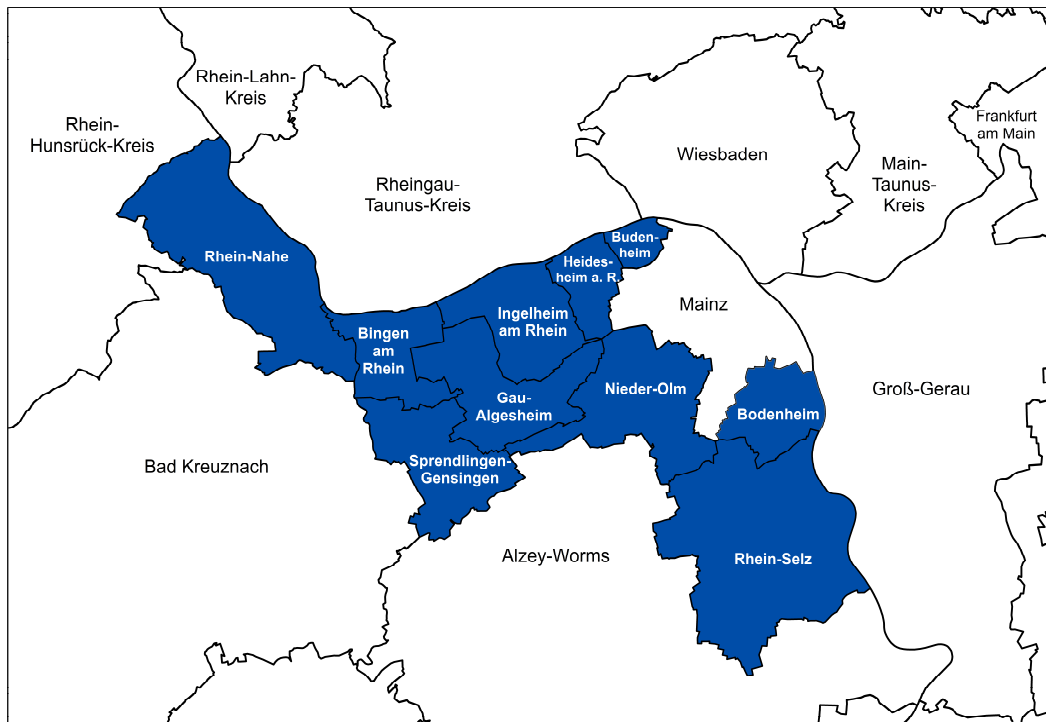 Rhein-Lahn-
Kreis
Rhein-
Hunsrück-Kreis
Frankfurt
am Main
Wiesbaden
Main-
Taunus-
Kreis
Rheingau-
Taunus-Kreis
Rhein-Nahe
Buden-
heim
Heides-
heim a. R.
Mainz
Ingelheim
am Rhein
Bingen
am
Rhein
Nieder-Olm
Groß-Gerau
Gau-
Algesheim
Bodenheim
Bad Kreuznach
Sprendlingen-
Gensingen
Alzey-Worms
Rhein-Selz